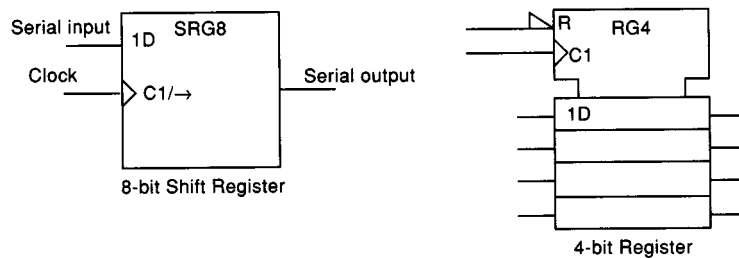 Serial input
1D
SRG8
Clock
C1/→
Serial output
8-bit Shift Register
R
RG4
C1
1D
4-bit Register